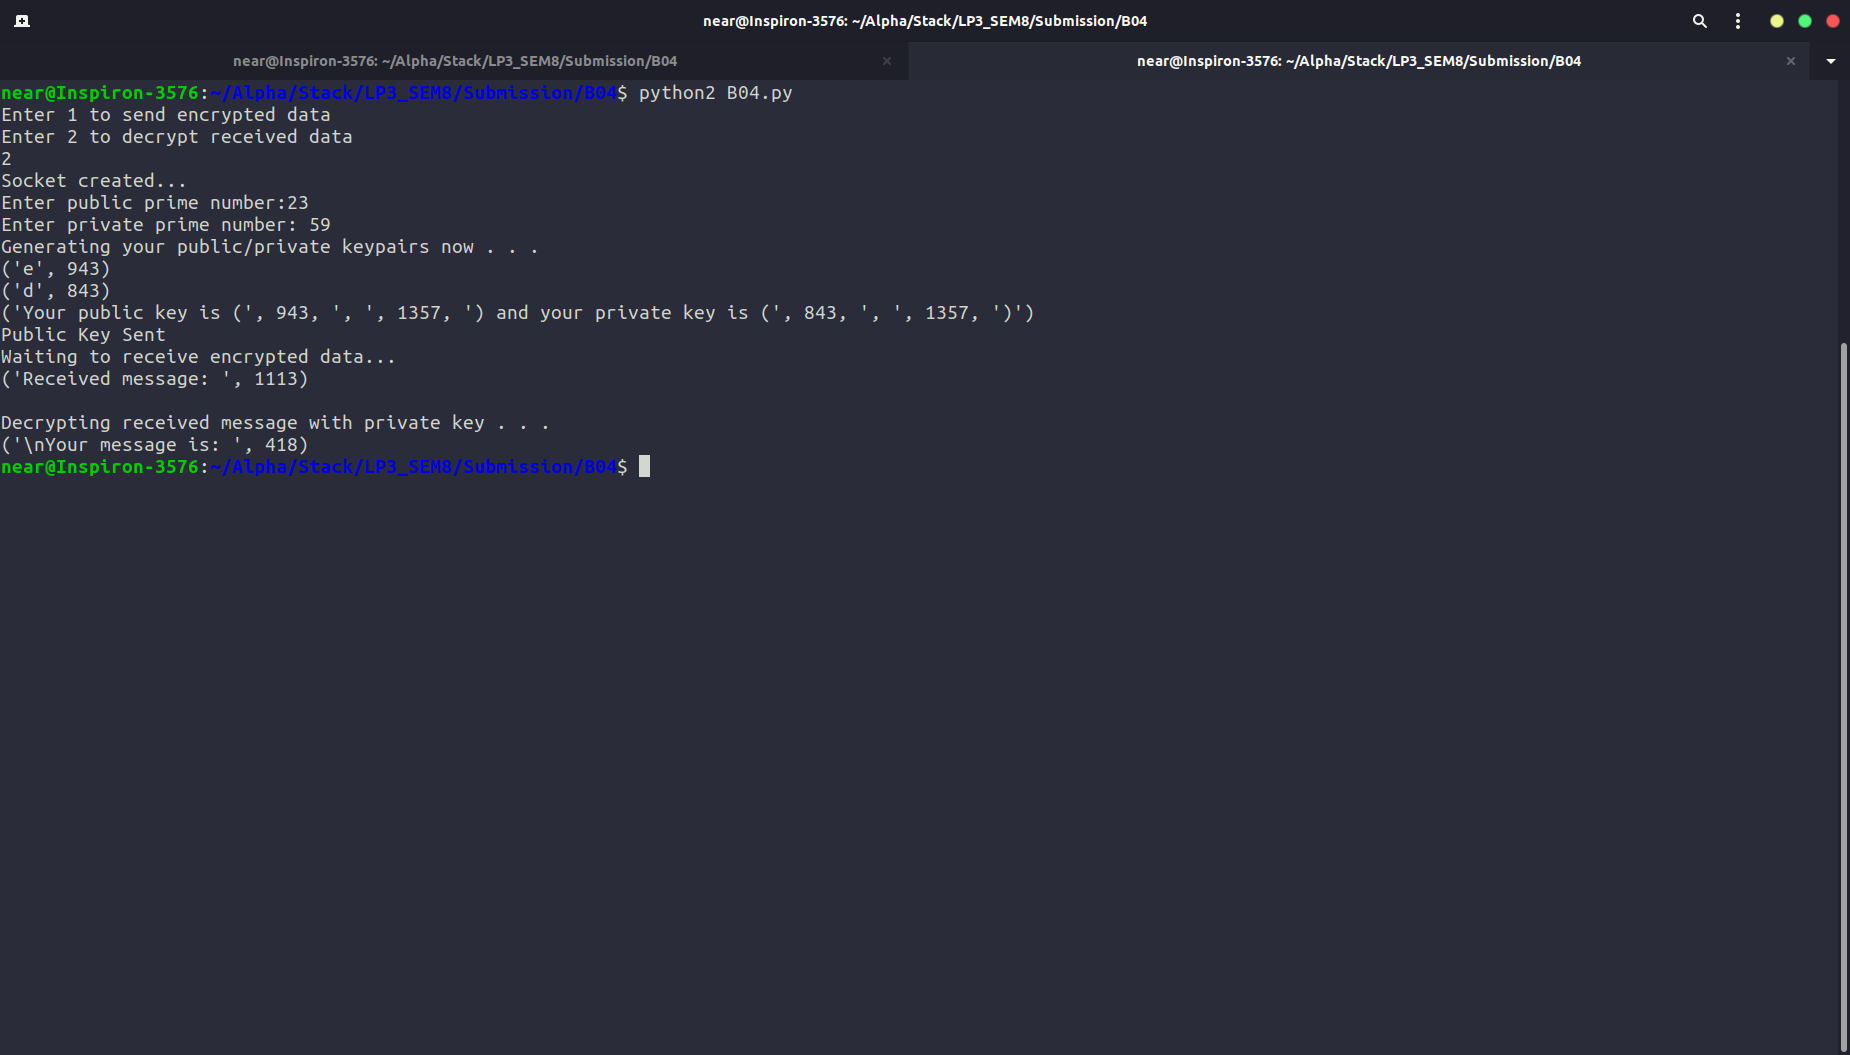 near@Inspiron-3576: ~/Alpha/Stack/LP3_SEM8/Submission/B04
near@Inspiron-3576: ~/Alpha/Stack/LP3_SEM8/Submission/B04 × near@Inspiron-3576: ~/Alpha/Stack/LP3_SEM8/Submission/B04 ×
near@Inspiron-3576:~/Alpha/Stack/LP3_SEM8/Submission/B04$ python2 B04.py
Enter 1 to send encrypted data
Enter 2 to decrypt received data
2
Socket created...
Enter public prime number:23
Enter private prime number: 59
Generating your public/private keypairs now . . .
('e', 943)
('d', 843)
('Your public key is (', 943, ', ', 1357, ') and your private key is (', 843, ', ', 1357, ')')
Public Key Sent
Waiting to receive encrypted data...
('Received message: ', 1113)
Decrypting received message with private key . . .
('\nYour message is: ', 418)
near@Inspiron-3576:~/Alpha/Stack/LP3_SEM8/Submission/B04$